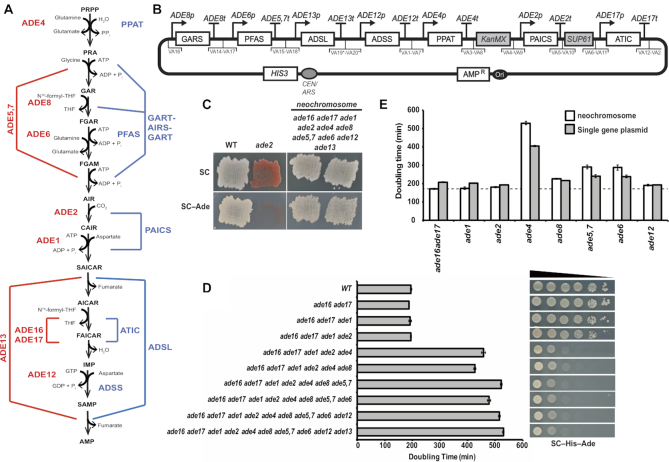 A
PRPP
ADE4
Glutamine
H₂O
Glutamate
PPᵢ
PPAT
PRA
Glycine
ATP
ADP + Pᵢ
GAR
ADE5,7
ADE8
N¹⁰-formyl-THF
THF
GART-
AIRS-
GART
FGAR
ADE6
Glutamine
ATP
Glutamate
ADP + Pᵢ
PFAS
FGAM
ATP
ADP + Pᵢ
AIR
ADE2
CO₂
CAIR
PAICS
ADE1
ATP
Aspartate
ADP + Pᵢ
SAICAR
Fumarate
AICAR
N¹⁰-formyl-THF
THF
ADE16
ADE17
ATIC
FAICAR
H₂O
ADE13
ADSL
IMP
ADE12
GTP
Aspartate
GDP + Pᵢ
ADSS
SAMP
Fumarate
AMP
B
ADE8p ADE8t ADE6p ADE5,7t ADE13p ADE13t ADE12p ADE12t ADE4p ADE4t ADE2p ADE2t ADE17p ADE17t
GARS PFAS ADSL ADSS PPAT KanMX PAICS SUP61 ATIC
HIS3
CEN/
ARS
AMP R
Ori
C
neochromosome
ade16 ade17 ade1
ade2 ade4 ade8
ade5,7 ade6 ade12
ade13
WT ade2
SC
SC–Ade
D
WT
ade16 ade17
ade16 ade17 ade1
ade16 ade17 ade1 ade2
ade16 ade17 ade1 ade2 ade4
ade16 ade17 ade1 ade2 ade4 ade8
ade16 ade17 ade1 ade2 ade4 ade8 ade5,7
ade16 ade17 ade1 ade2 ade4 ade8 ade5,7 ade6
ade16 ade17 ade1 ade2 ade4 ade8 ade5,7 ade6 ade12
ade16 ade17 ade1 ade2 ade4 ade8 ade5,7 ade6 ade12 ade13
0 100 200 300 400 500 600
Doubling Time (min)
SC–His–Ade
E
neochromosome
Single gene plasmid
Doubling time (min)
600
500
400
300
200
100
0
ade16ade17
ade1
ade2
ade4
ade8
ade5,7
ade6
ade12